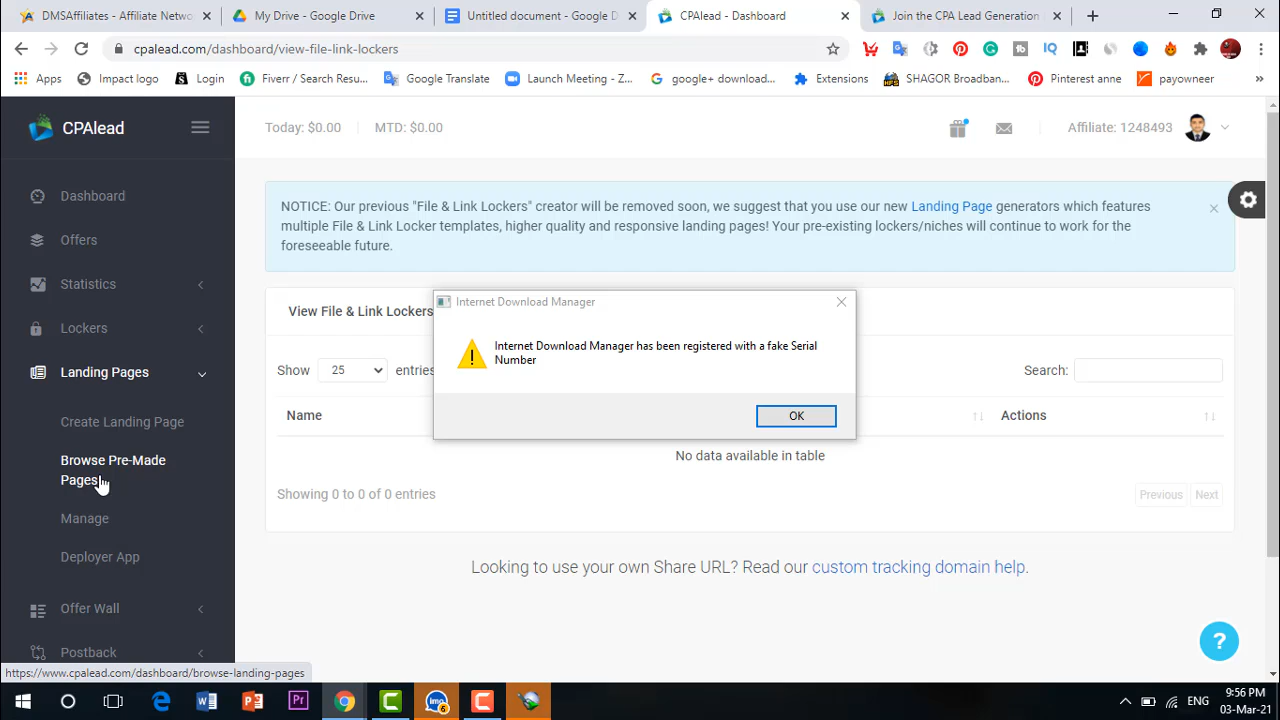 DMSAffiliates - Affiliate Netwo
My Drive - Google Drive
Untitled document - Google D
CPAlead - Dashboard
Join the CPA Lead Generation
cpalead.com/dashboard/view-file-link-lockers
Apps
Impact logo
Login
Fiverr / Search Resu...
Google Translate
Launch Meeting - Z...
google+ download...
Extensions
SHAGOR Broadban...
Pinterest anne
payowneer
»
CPAlead
Today: $0.00
MTD: $0.00
Affiliate: 1248493
Dashboard
Offers
Statistics
Lockers
Landing Pages
Create Landing Page
Browse Pre-Made
Pages
Manage
Deployer App
Offer Wall
Postback
NOTICE: Our previous "File & Link Lockers" creator will be removed soon, we suggest that you use our new Landing Page generators which features
multiple File & Link Locker templates, higher quality and responsive landing pages! Your pre-existing lockers/niches will continue to work for the
foreseeable future.
View File & Link Lockers
Internet Download Manager
Internet Download Manager has been registered with a fake Serial
Number
OK
Show 25 entries
Search:
Name
Actions
No data available in table
Showing 0 to 0 of 0 entries
Previous
Next
Looking to use your own Share URL? Read our custom tracking domain help.
?
https://www.cpalead.com/dashboard/browse-landing-pages
imo
6
ENG
9:56 PM
03-Mar-21